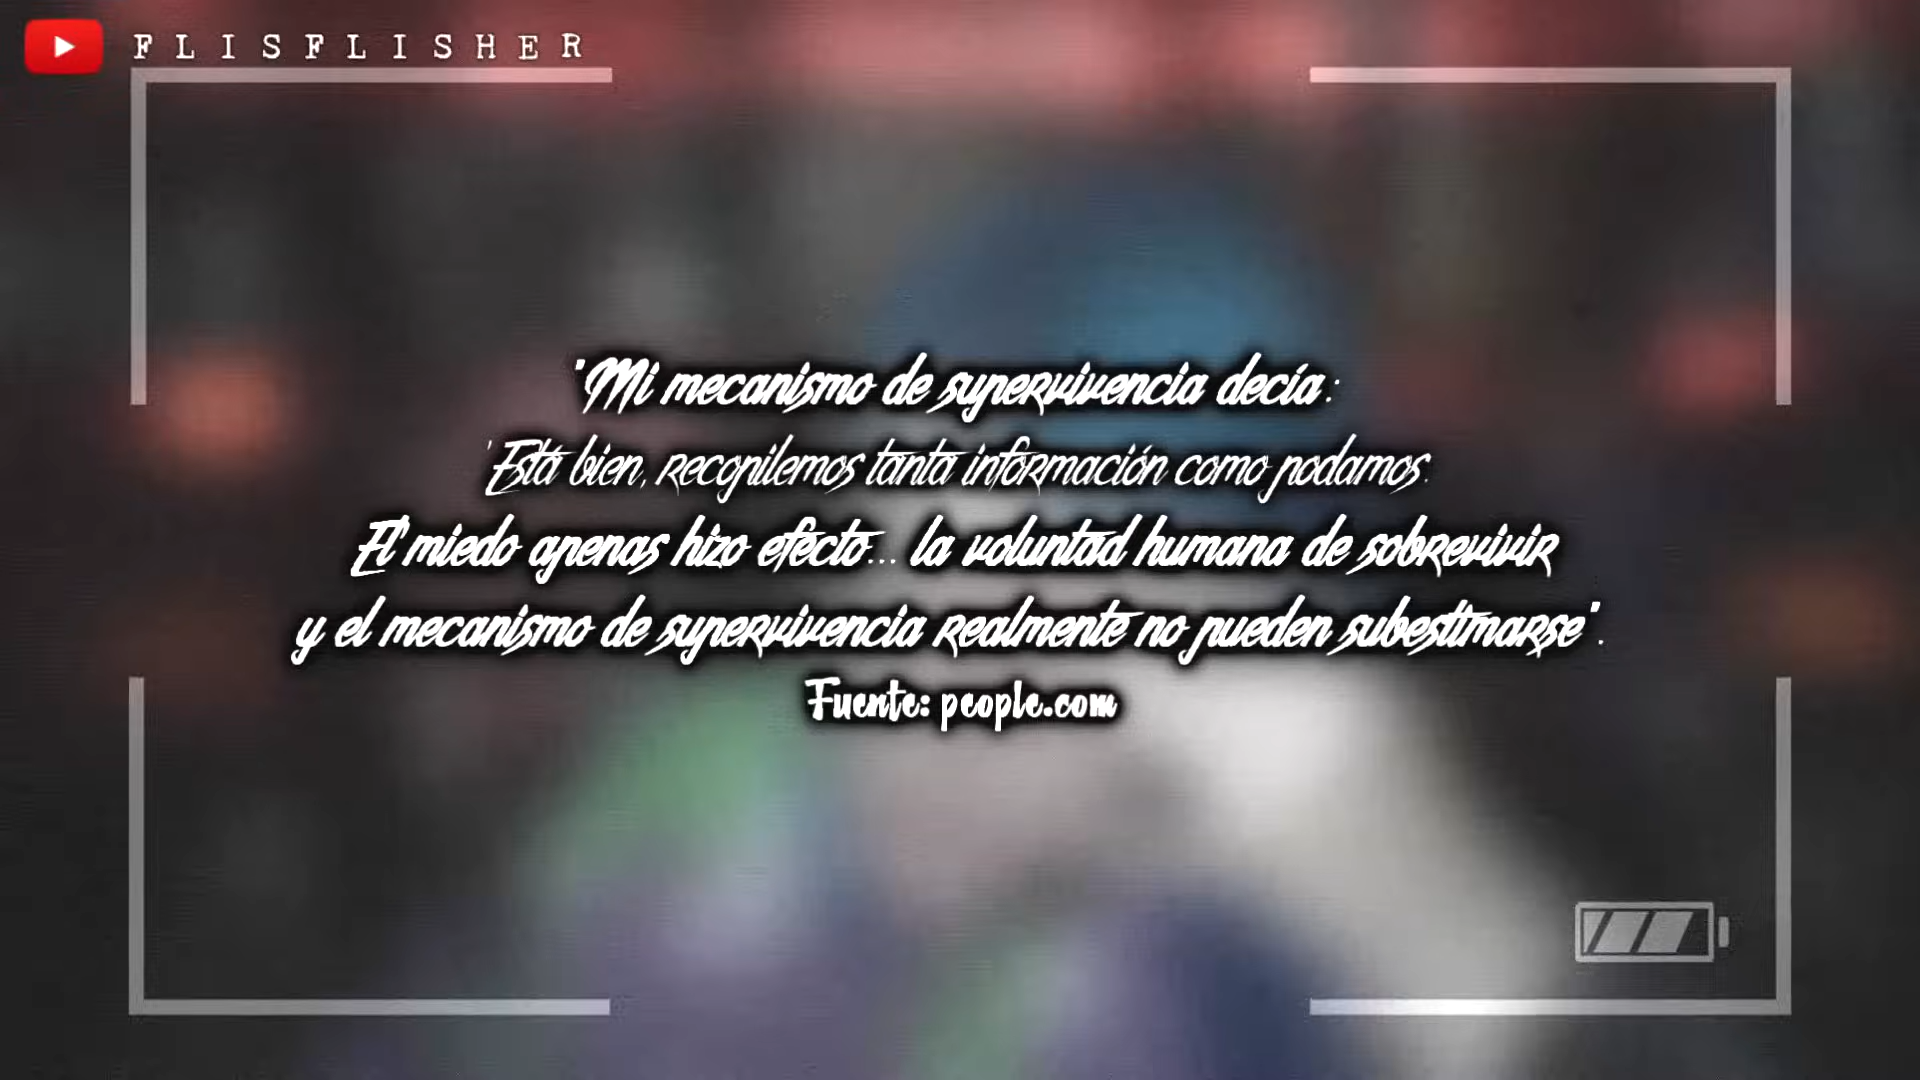 FLISFLISHER
"Mi mecanismo de supervivencia decía:
'Está bien, recopilemos tanta información como podamos'.
El miedo apenas hizo efecto... la voluntad humana de sobrevivir
y el mecanismo de supervivencia realmente no pueden subestimarse".
Fuente: people.com